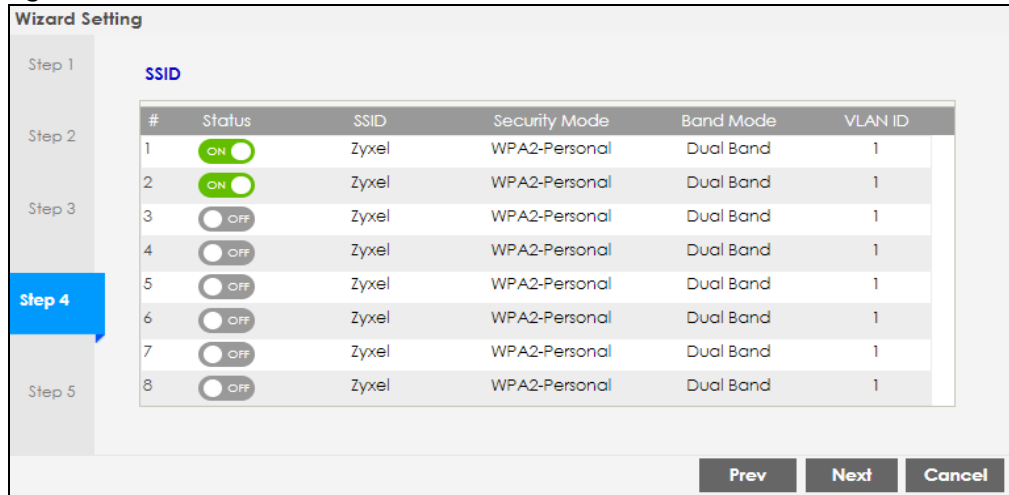 Wizard Setting
Step 1
SSID
# Status SSID Security Mode Band Mode VLAN ID
Step 2
1 ON Zyxel WPA2-Personal Dual Band 1
2 ON Zyxel WPA2-Personal Dual Band 1
Step 3
3 OFF Zyxel WPA2-Personal Dual Band 1
4 OFF Zyxel WPA2-Personal Dual Band 1
Step 4
5 OFF Zyxel WPA2-Personal Dual Band 1
6 OFF Zyxel WPA2-Personal Dual Band 1
7 OFF Zyxel WPA2-Personal Dual Band 1
Step 5
8 OFF Zyxel WPA2-Personal Dual Band 1
Prev Next Cancel